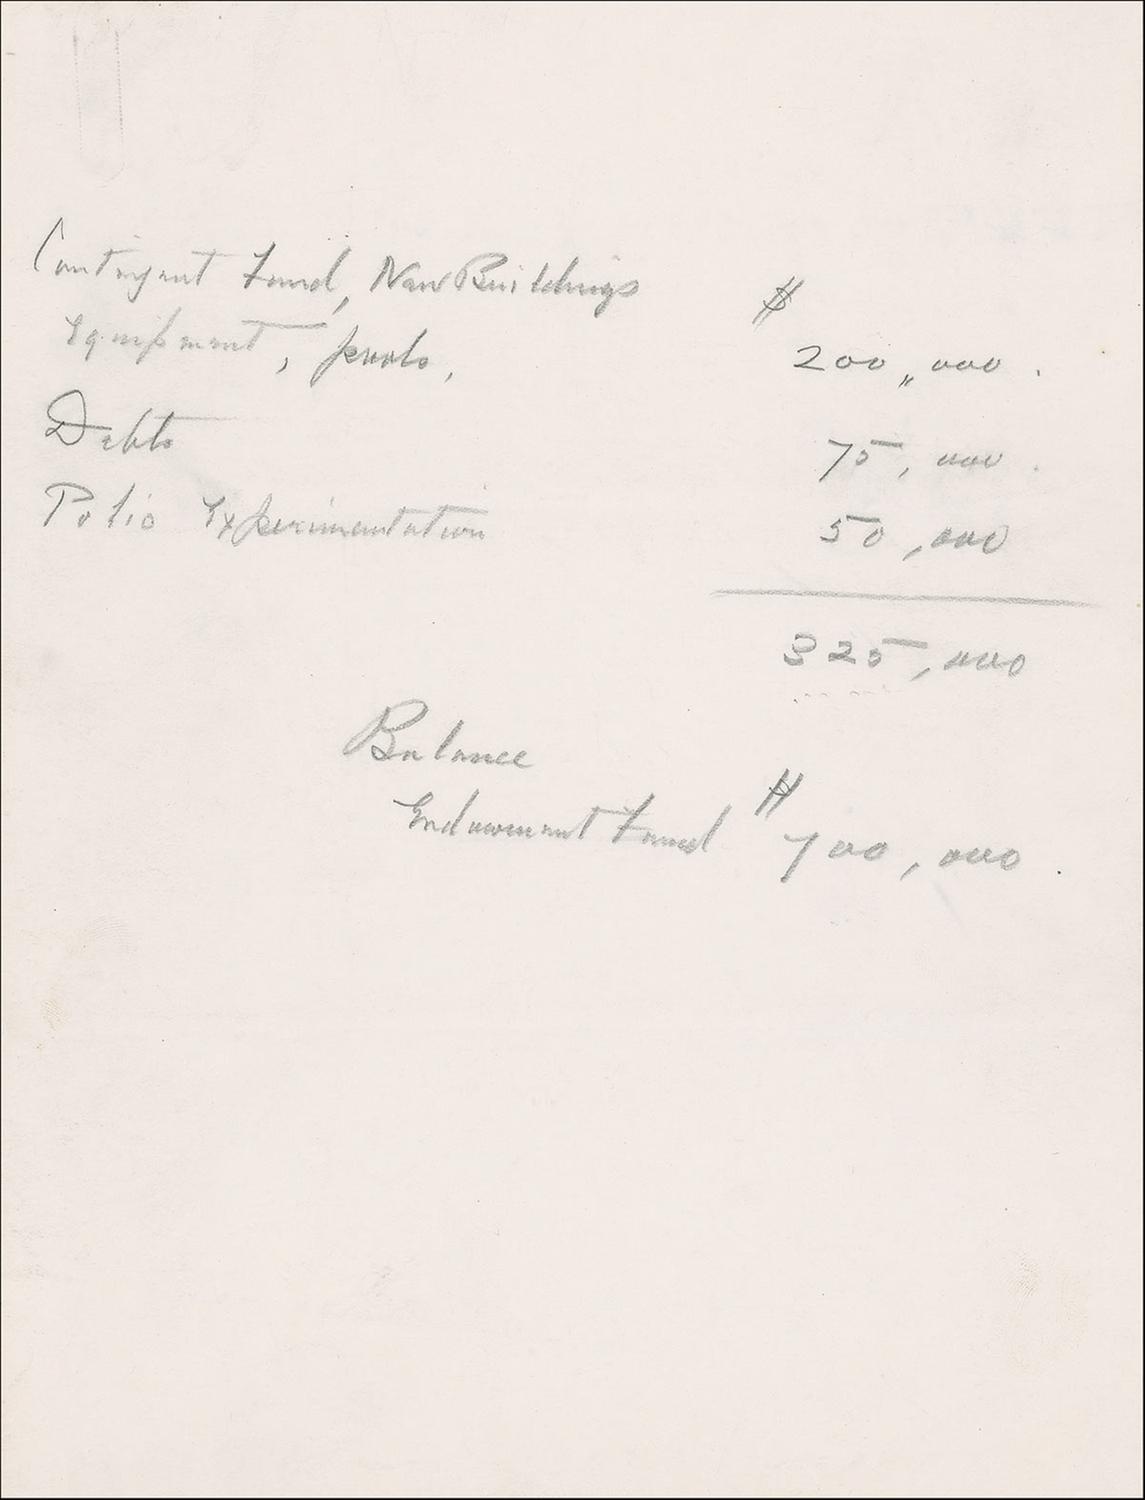 Contingent Fund, New Buildings
$
Equipment, pools, 200,,000.
Debts 75,000.
Polio Experimentation 50,000
325,000
Balance
$
Endowment Fund 700,000.